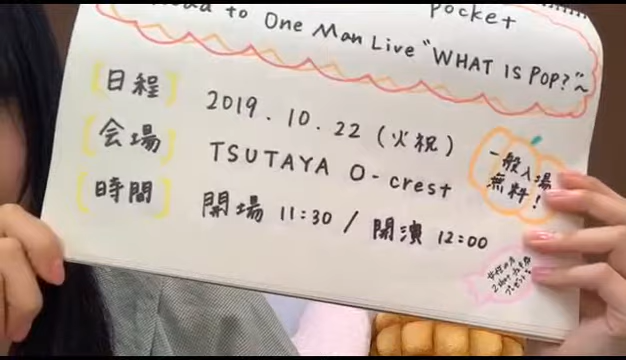 pocket
to One Man Live "WHAT IS POP?"~
日程
2019.10.22 (火祝)
会場
TSUTAYA O-crest
時間
開場 11:30 / 開演 12:00
一般入場
無料!